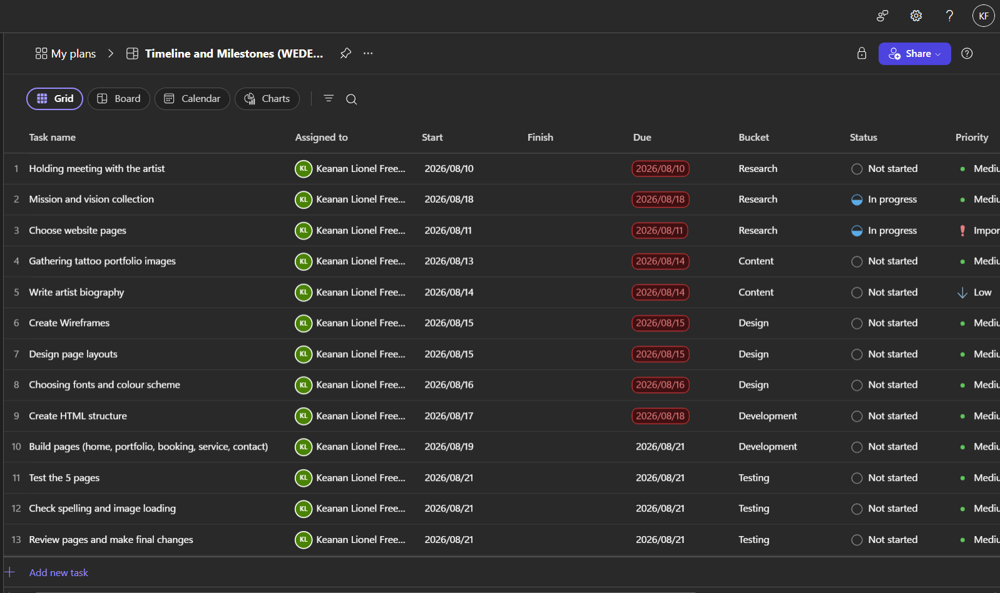 KF
My plans > Timeline and Milestones (WEDE... ...
Share
Grid Board Calendar Charts
Task name Assigned to Start Finish Due Bucket Status Priority
1 Holding meeting with the artist KL Keanan Lionel Free... 2026/08/10 2026/08/10 Research Not started Mediu
2 Mission and vision collection KL Keanan Lionel Free... 2026/08/18 2026/08/18 Research In progress Mediu
3 Choose website pages KL Keanan Lionel Free... 2026/08/11 2026/08/11 Research In progress Impor
4 Gathering tattoo portfolio images KL Keanan Lionel Free... 2026/08/13 2026/08/14 Content Not started Mediu
5 Write artist biography KL Keanan Lionel Free... 2026/08/14 2026/08/14 Content Not started Low
6 Create Wireframes KL Keanan Lionel Free... 2026/08/15 2026/08/15 Design Not started Mediu
7 Design page layouts KL Keanan Lionel Free... 2026/08/15 2026/08/15 Design Not started Mediu
8 Choosing fonts and colour scheme KL Keanan Lionel Free... 2026/08/16 2026/08/16 Design Not started Mediu
9 Create HTML structure KL Keanan Lionel Free... 2026/08/17 2026/08/18 Development Not started Mediu
10 Build pages (home, portfolio, booking, service, contact) KL Keanan Lionel Free... 2026/08/19 2026/08/21 Development Not started Mediu
11 Test the 5 pages KL Keanan Lionel Free... 2026/08/21 2026/08/21 Testing Not started Mediu
12 Check spelling and image loading KL Keanan Lionel Free... 2026/08/21 2026/08/21 Testing Not started Mediu
13 Review pages and make final changes KL Keanan Lionel Free... 2026/08/21 2026/08/21 Testing Not started Mediu
Add new task